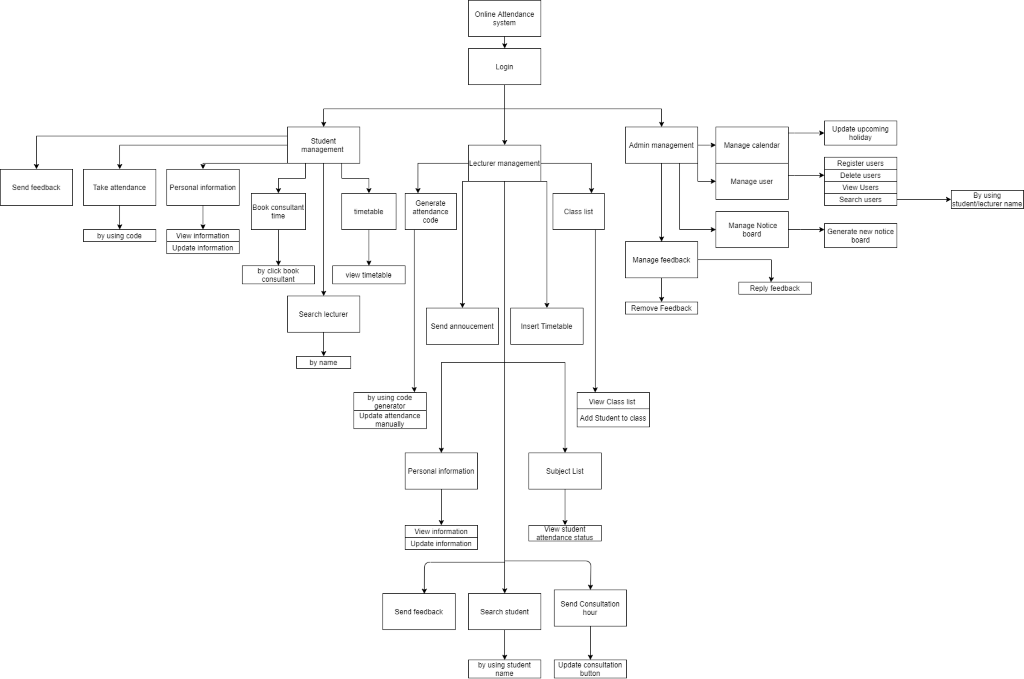 Online Attendance
system
Login
Student
management
Lecturer management
Admin management
Manage calendar
Update upcoming
holiday
Manage user
Register users
Delete users
View Users
Search users
By using
student/lecturer name
Send feedback
Take attendance
Personal information
Book consultant
time
timetable
Generate
attendance
code
Class list
Manage Notice
board
Generate new notice
board
by using code
View information
Update information
by click book
consultant
view timetable
Manage feedback
Reply feedback
Remove Feedback
Search lecturer
by name
Send annoucement
Insert Timetable
by using code
generator
Update attendance
manually
View Class list
Add Student to class
Personal information
Subject List
View information
Update information
View student
attendance status
Send feedback
Search student
Send Consultation
hour
by using student
name
Update consultation
button